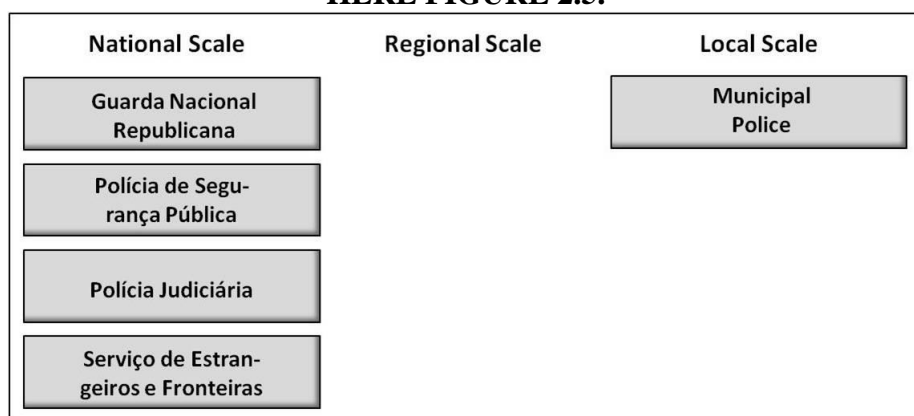 HERE FIGURE 2.5.
National Scale
Regional Scale
Local Scale
Guarda Nacional
Republicana
Municipal
Police
Polícia de Segu-
rança Pública
Polícia Judiciária
Serviço de Estran-
geiros e Fronteiras